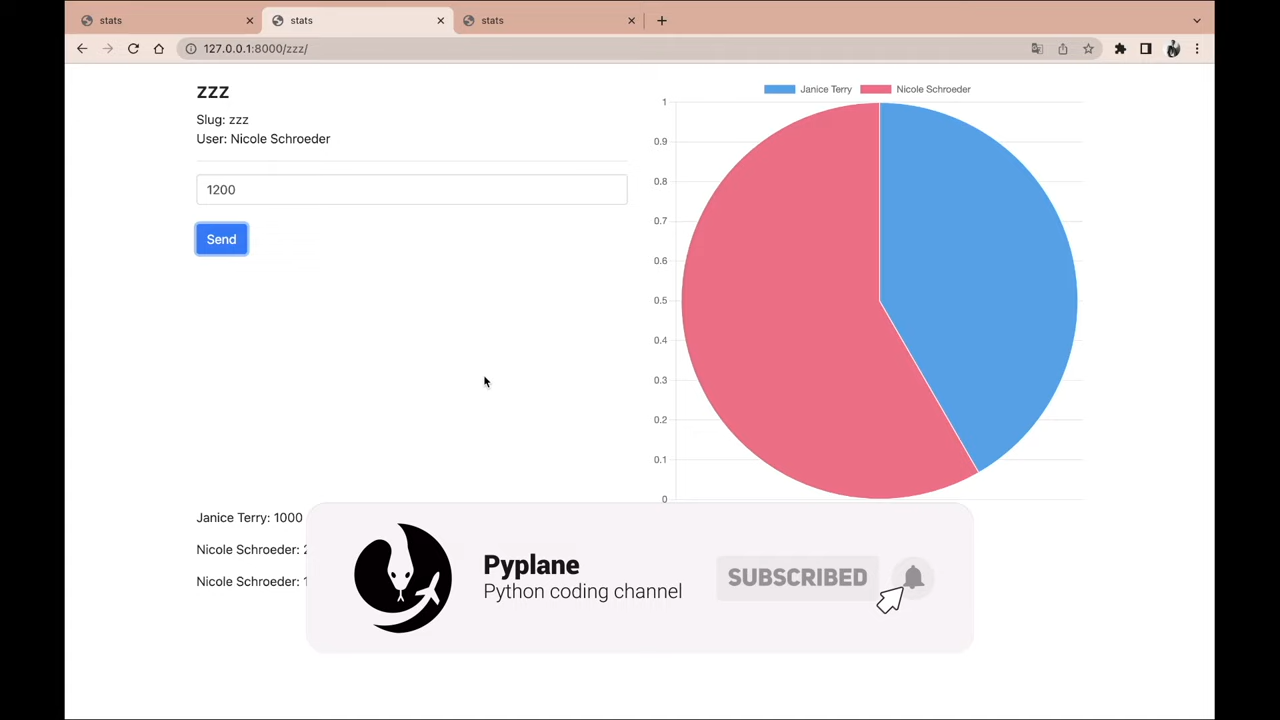 stats
stats
stats
127.0.0.1:8000/zzz/
zzz
Slug: zzz
User: Nicole Schroeder
1200
Send
Janice Terry
Nicole Schroeder
1
0.9
0.8
0.7
0.6
0.5
0.4
0.3
0.2
0.1
0
Janice Terry: 1000
Nicole Schroeder: 2
Nicole Schroeder: 1
Pyplane
Python coding channel
SUBSCRIBED